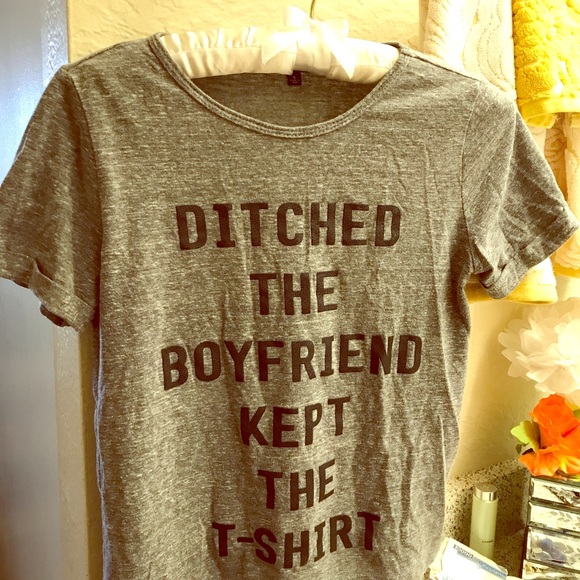 DITCHED
THE
BOYFRIEND
KEPT
THE
T-SHIRT